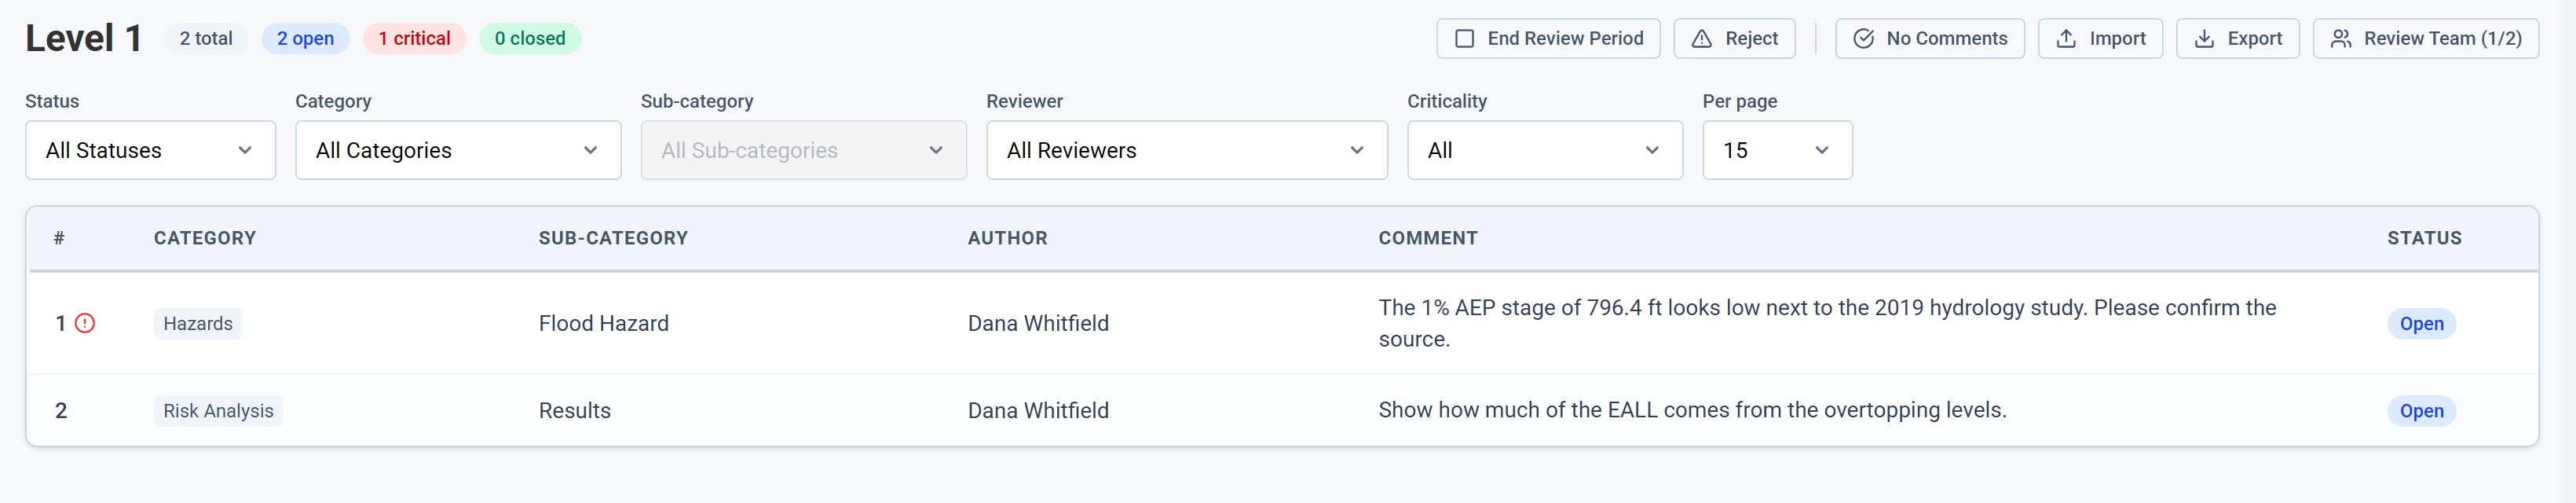 Level 1 2 total 2 open 1 critical 0 closed End Review Period Reject No Comments Import Export Review Team (1/2)
Status Category Sub-category Reviewer Criticality Per page
All Statuses All Categories All Sub-categories All Reviewers All 15
# CATEGORY SUB-CATEGORY AUTHOR COMMENT STATUS
1 Hazards Flood Hazard Dana Whitfield The 1% AEP stage of 796.4 ft looks low next to the 2019 hydrology study. Please confirm the
source. Open
2 Risk Analysis Results Dana Whitfield Show how much of the EALL comes from the overtopping levels. Open